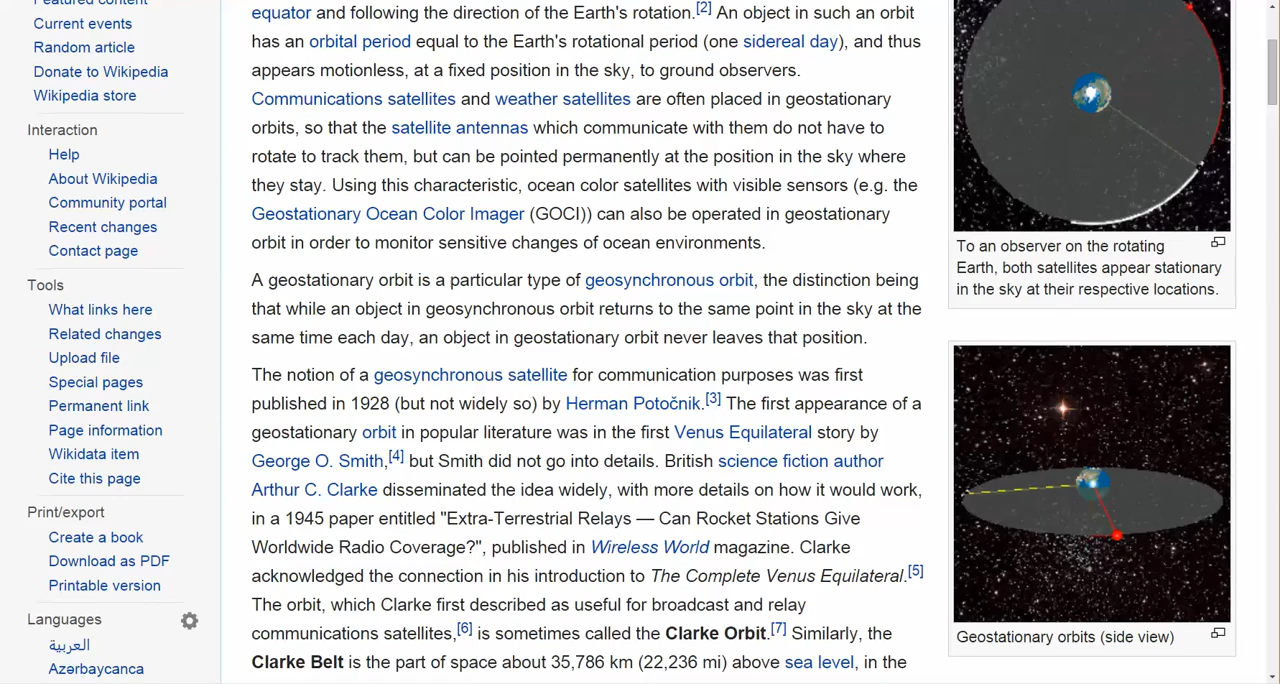 Featured content
Current events
Random article
Donate to Wikipedia
Wikipedia store
Interaction
Help
About Wikipedia
Community portal
Recent changes
Contact page
Tools
What links here
Related changes
Upload file
Special pages
Permanent link
Page information
Wikidata item
Cite this page
Print/export
Create a book
Download as PDF
Printable version
Languages
العربية
Azərbaycanca
equator and following the direction of the Earth's rotation.[2] An object in such an orbit
has an orbital period equal to the Earth's rotational period (one sidereal day), and thus
appears motionless, at a fixed position in the sky, to ground observers.
Communications satellites and weather satellites are often placed in geostationary
orbits, so that the satellite antennas which communicate with them do not have to
rotate to track them, but can be pointed permanently at the position in the sky where
they stay. Using this characteristic, ocean color satellites with visible sensors (e.g. the
Geostationary Ocean Color Imager (GOCI)) can also be operated in geostationary
orbit in order to monitor sensitive changes of ocean environments.
A geostationary orbit is a particular type of geosynchronous orbit, the distinction being
that while an object in geosynchronous orbit returns to the same point in the sky at the
same time each day, an object in geostationary orbit never leaves that position.
The notion of a geosynchronous satellite for communication purposes was first
published in 1928 (but not widely so) by Herman Potočnik.[3] The first appearance of a
geostationary orbit in popular literature was in the first Venus Equilateral story by
George O. Smith,[4] but Smith did not go into details. British science fiction author
Arthur C. Clarke disseminated the idea widely, with more details on how it would work,
in a 1945 paper entitled "Extra-Terrestrial Relays — Can Rocket Stations Give
Worldwide Radio Coverage?", published in Wireless World magazine. Clarke
acknowledged the connection in his introduction to The Complete Venus Equilateral.[5]
The orbit, which Clarke first described as useful for broadcast and relay
communications satellites,[6] is sometimes called the Clarke Orbit.[7] Similarly, the
Clarke Belt is the part of space about 35,786 km (22,236 mi) above sea level, in the
To an observer on the rotating
Earth, both satellites appear stationary
in the sky at their respective locations.
Geostationary orbits (side view)